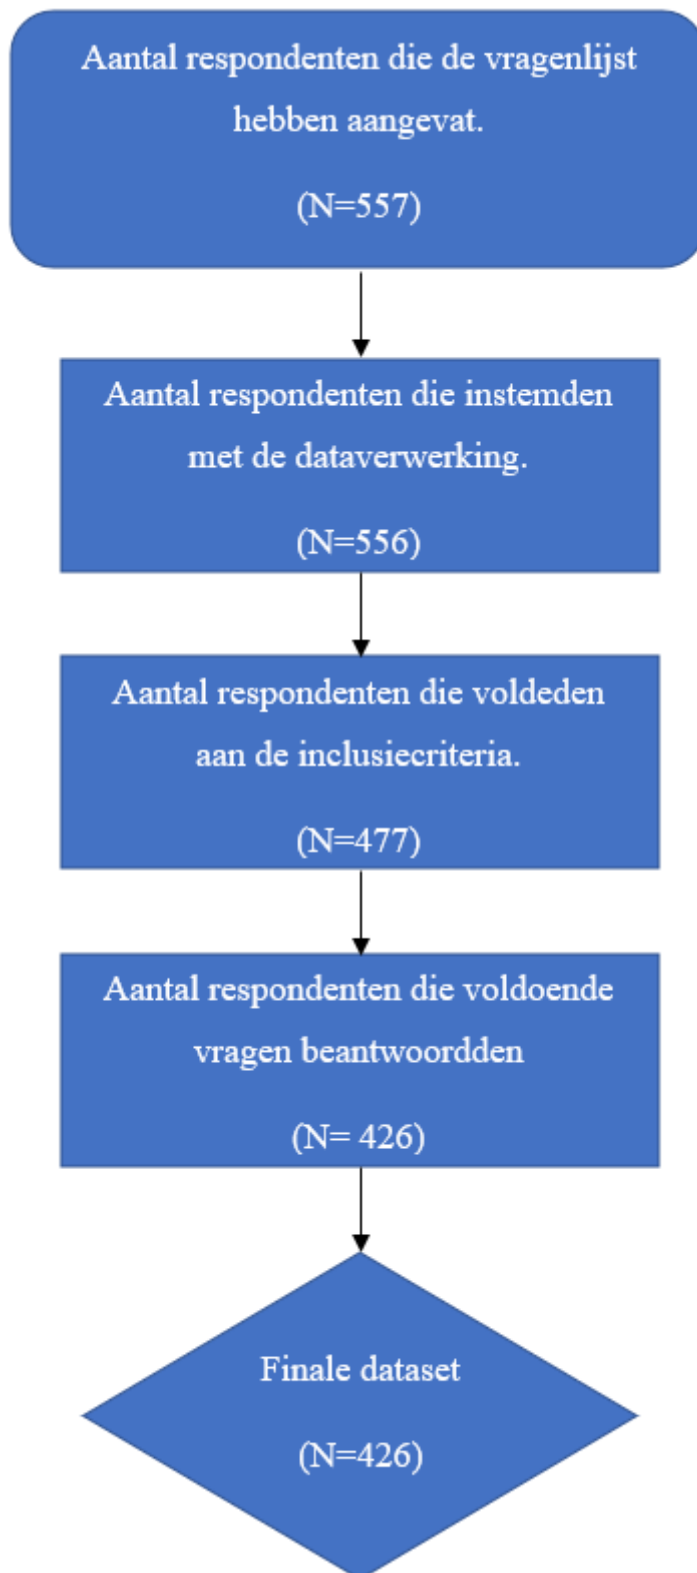 Aantal respondenten die de vragenlijst
hebben aangevat.
(N=557)
Aantal respondenten die instemden
met de dataverwerking.
(N=556)
Aantal respondenten die voldeden
aan de inclusiecriteria.
(N=477)
Aantal respondenten die voldoende
vragen beantwoordden
(N= 426)
Finale dataset
(N=426)